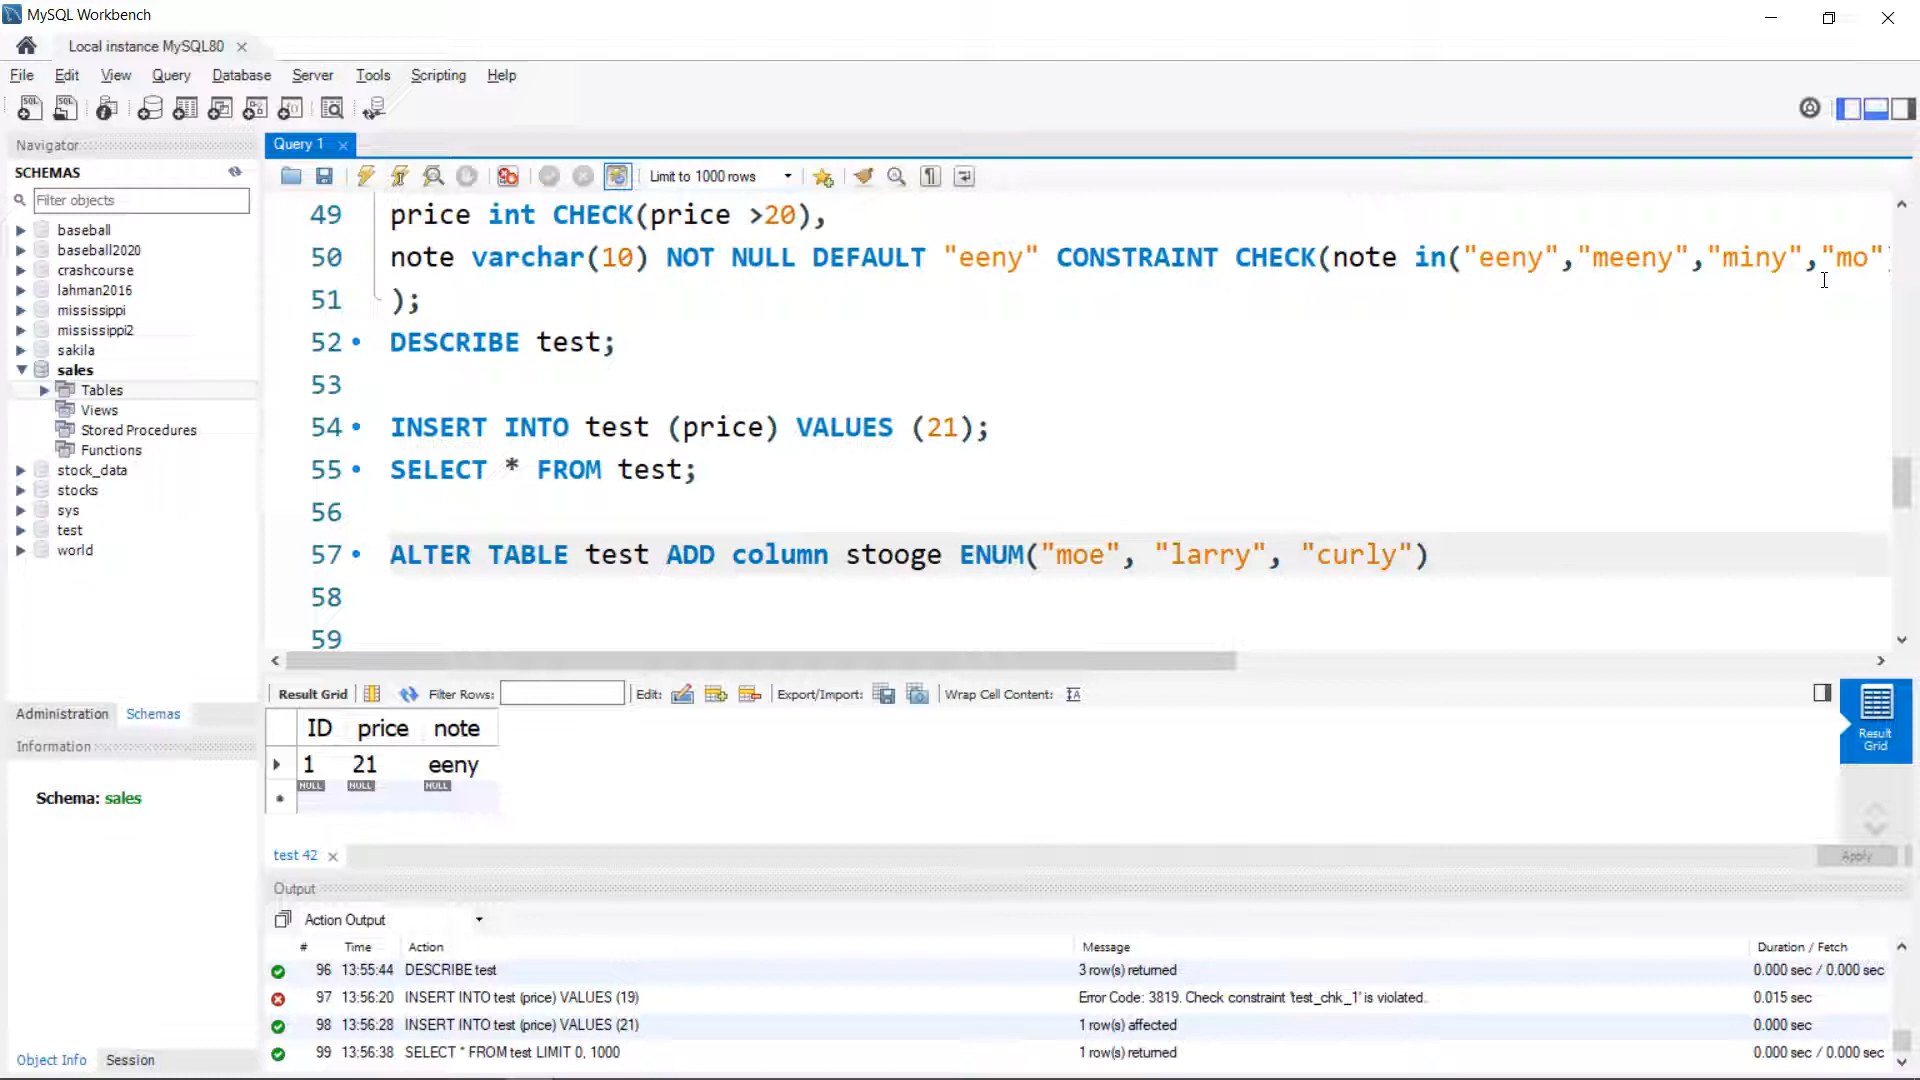 MySQL Workbench
Local instance MySQL80
File Edit View Query Database Server Tools Scripting Help
Navigator
SCHEMAS
Filter objects
baseball
baseball2020
crashcourse
lahman2016
mississippi
mississippi2
sakila
sales
Tables
Views
Stored Procedures
Functions
stock_data
stocks
sys
test
world
Administration Schemas
Information
Schema: sales
Object Info Session
Query 1
Limit to 1000 rows
49 price int CHECK(price >20),
50 note varchar(10) NOT NULL DEFAULT "eeny" CONSTRAINT CHECK(note in("eeny","meeny","miny","mo"
51 );
52 DESCRIBE test;
53
54 INSERT INTO test (price) VALUES (21);
55 SELECT * FROM test;
56
57 ALTER TABLE test ADD column stooge ENUM("moe", "larry", "curly")
58
59
Result Grid Filter Rows: Edit: Export/Import: Wrap Cell Content:
ID price note
1 21 eeny
NULL NULL NULL
Result Grid
test 42
Apply
Output
Action Output
# Time Action Message Duration / Fetch
96 13:55:44 DESCRIBE test 3 row(s) returned 0.000 sec / 0.000 sec
97 13:56:20 INSERT INTO test (price) VALUES (19) Error Code: 3819. Check constraint 'test_chk_1' is violated. 0.015 sec
98 13:56:28 INSERT INTO test (price) VALUES (21) 1 row(s) affected 0.000 sec
99 13:56:38 SELECT * FROM test LIMIT 0, 1000 1 row(s) returned 0.000 sec / 0.000 sec